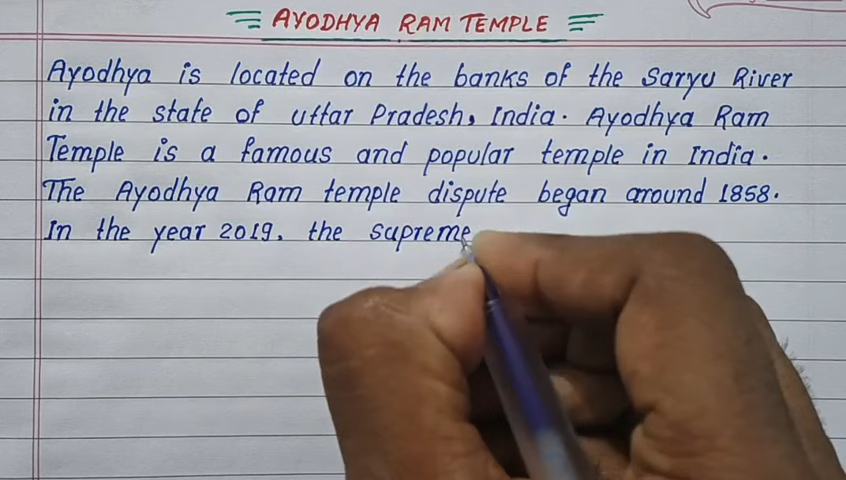 AYODHYA RAM TEMPLE
Ayodhya is located on the banks of the Saryu River
in the state of uttar Pradesh, India. Ayodhya Ram
Temple is a famous and popular temple in India.
The Ayodhya Ram temple dispute began around 1858.
In the year 2019, the supreme